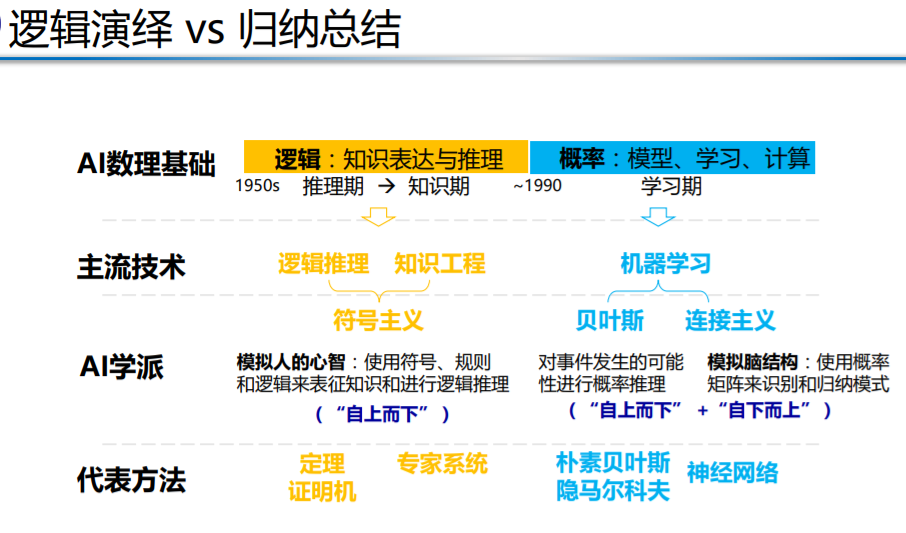 逻辑演绎 vs 归纳总结
AI数理基础
逻辑：知识表达与推理
概率：模型、学习、计算
1950s 推理期 → 知识期 ~1990 学习期
主流技术
逻辑推理 知识工程
机器学习
符号主义
贝叶斯 连接主义
AI学派
模拟人的心智：使用符号、规则
和逻辑来表征知识和进行逻辑推理
（“自上而下”）
对事件发生的可能
性进行概率推理
模拟脑结构：使用概率
矩阵来识别和归纳模式
（“自上而下” + “自下而上”）
代表方法
定理
证明机
专家系统
朴素贝叶斯
隐马尔科夫
神经网络